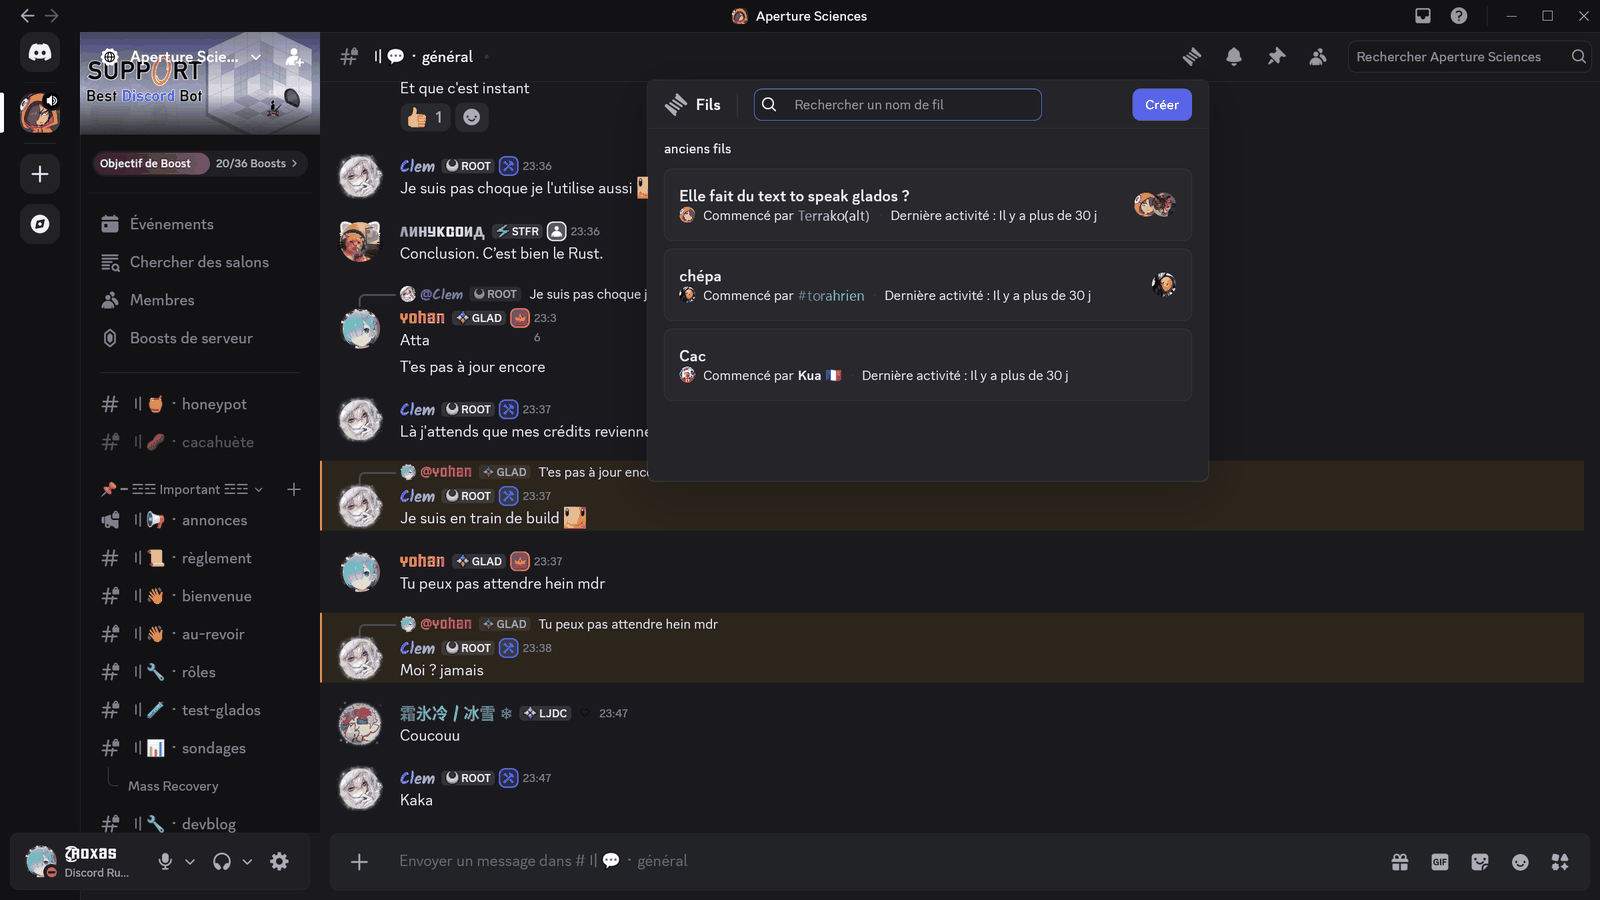 Aperture Sciences
SUPPORT
Best Discord Bot
Aperture Scie...
Objectif de Boost
20/36 Boosts
Événements
Chercher des salons
Membres
Boosts de serveur
honeypot
cacahuète
Important
annonces
règlement
bienvenue
au-revoir
rôles
test-glados
sondages
Mass Recovery
devblog
Roxas
Discord Ru...
général
Rechercher Aperture Sciences
Et que c'est instant
👍 1
Clem ROOT 23:36
Je suis pas choque je l'utilise aussi
ЛИНУКСОИД STFR 23:36
Conclusion. C'est bien le Rust.
@Clem ROOT Je suis pas choque j
yohan GLAD 23:36
Atta
T'es pas à jour encore
Clem ROOT 23:37
Là j'attends que mes crédits revienne
@yohan GLAD T'es pas à jour enco
Clem ROOT 23:37
Je suis en train de build
yohan GLAD 23:37
Tu peux pas attendre hein mdr
@yohan GLAD Tu peux pas attendre hein mdr
Clem ROOT 23:38
Moi ? jamais
霜氷冷 / 冰雪 ❄ LJDC 23:47
Coucouu
Clem ROOT 23:47
Kaka
Envoyer un message dans # 💬・général
GIF
Fils
Rechercher un nom de fil
Créer
anciens fils
Elle fait du text to speak glados ?
Commencé par Terrako(alt) Dernière activité : Il y a plus de 30 j
chépa
Commencé par #torahrien Dernière activité : Il y a plus de 30 j
Cac
Commencé par Kua 🇫🇷 Dernière activité : Il y a plus de 30 j